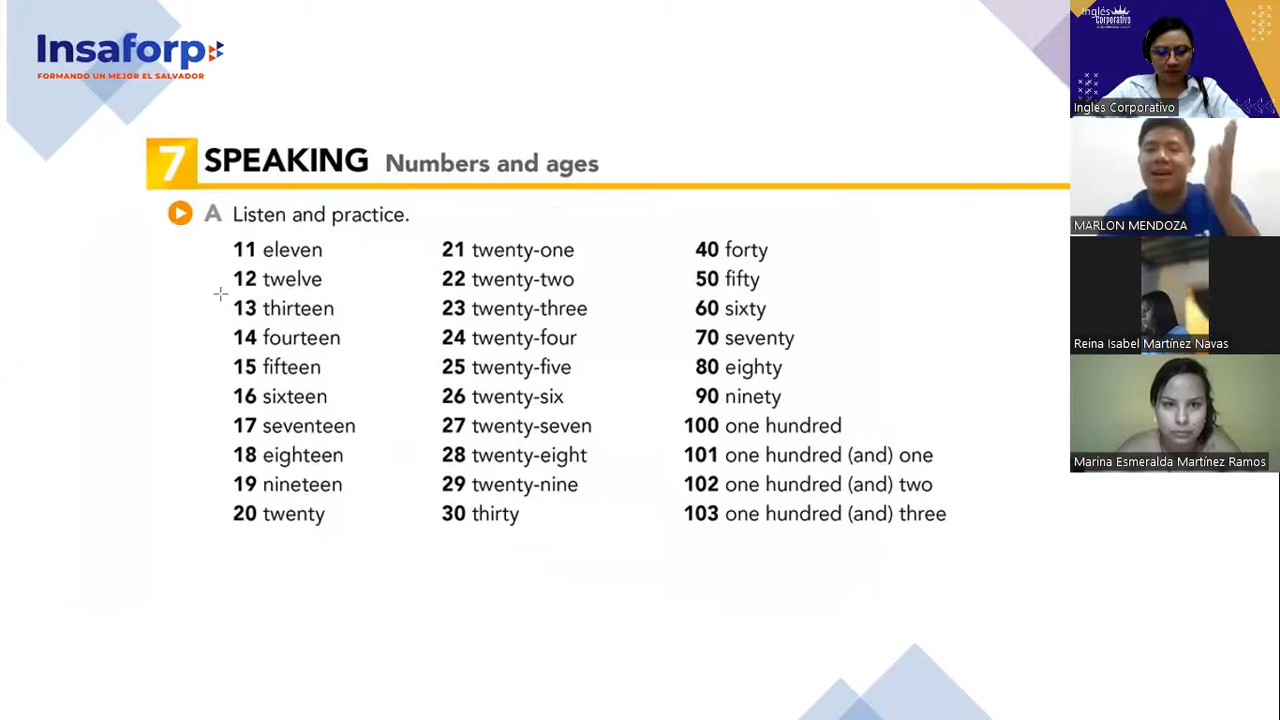 Insaforp
FORMANDO UN MEJOR EL SALVADOR
7 SPEAKING Numbers and ages
A Listen and practice.
11 eleven
12 twelve
13 thirteen
14 fourteen
15 fifteen
16 sixteen
17 seventeen
18 eighteen
19 nineteen
20 twenty
21 twenty-one
22 twenty-two
23 twenty-three
24 twenty-four
25 twenty-five
26 twenty-six
27 twenty-seven
28 twenty-eight
29 twenty-nine
30 thirty
40 forty
50 fifty
60 sixty
70 seventy
80 eighty
90 ninety
100 one hundred
101 one hundred (and) one
102 one hundred (and) two
103 one hundred (and) three
Inglés
Corporativo
Ingles Corporativo
MARLON MENDOZA
Reina Isabel Martínez Navas
Marina Esmeralda Martínez Ramos